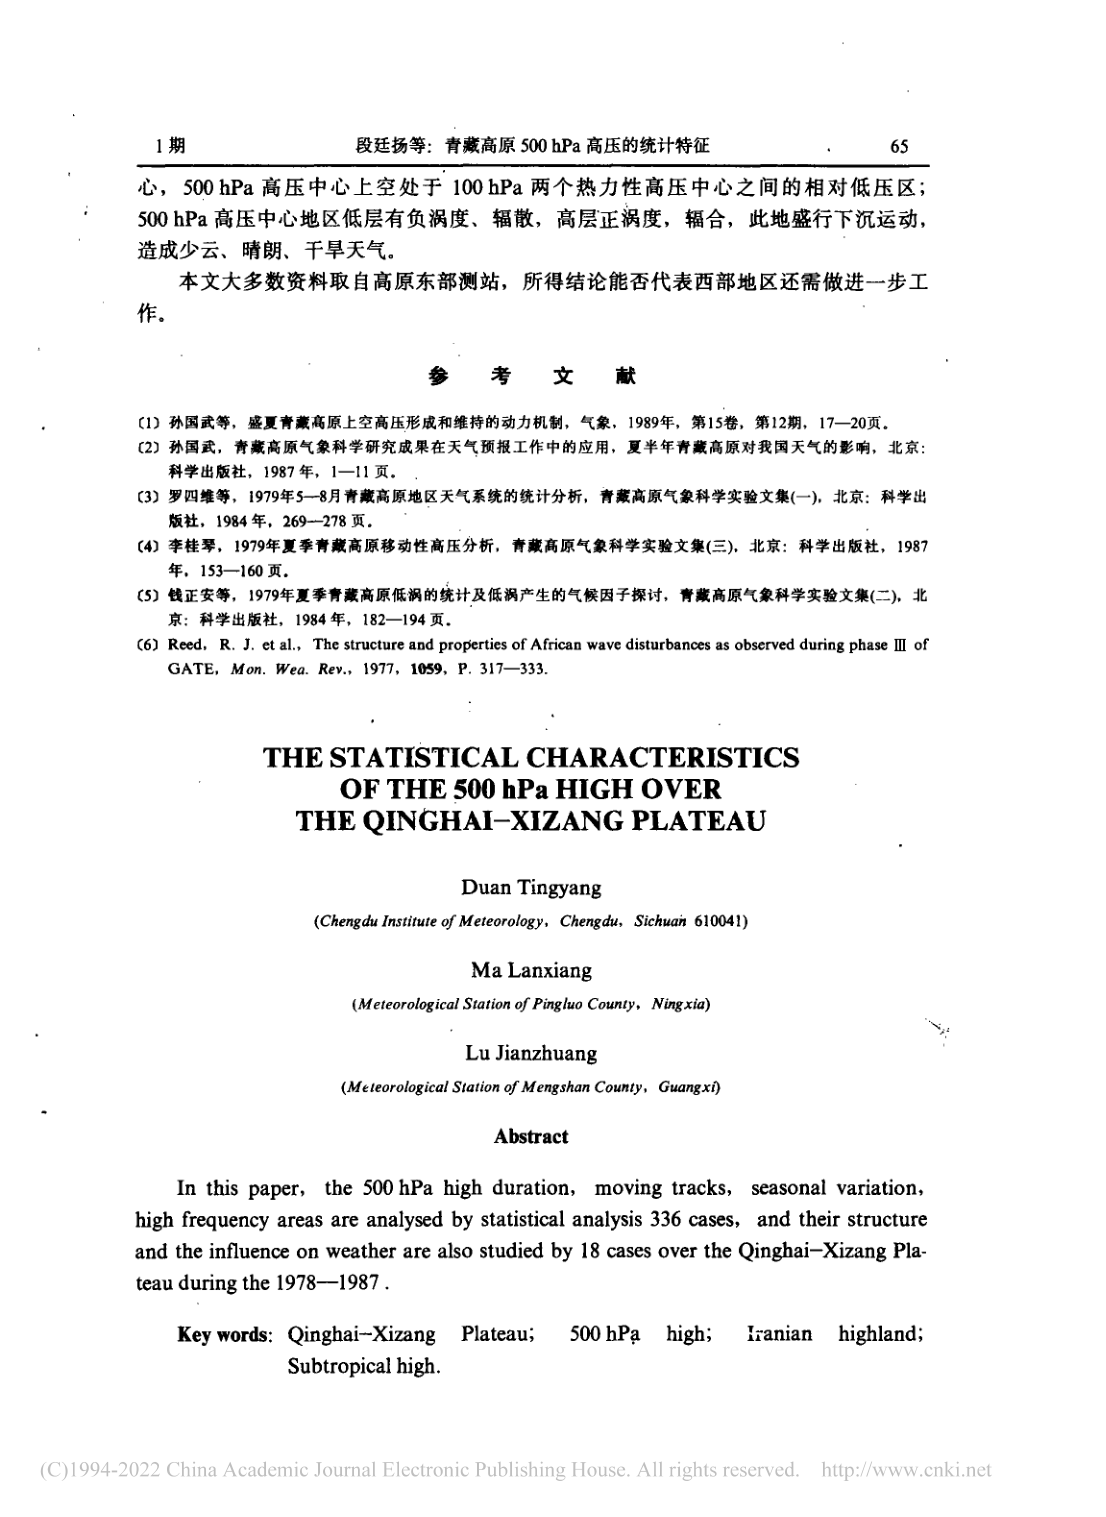 1 期 段廷扬等：青藏高原 500 hPa 高压的统计特征 65
心，500 hPa 高压中心上空处于 100 hPa 两个热力性高压中心之间的相对低压区；
500 hPa 高压中心地区低层有负涡度、辐散，高层正涡度，辐合，此地盛行下沉运动，
造成少云、晴朗、干旱天气。
本文大多数资料取自高原东部测站，所得结论能否代表西部地区还需做进一步工
作。
参 考 文 献
〔1〕孙国武等，盛夏青藏高原上空高压形成和维持的动力机制，气象，1989年，第15卷，第12期，17—20页。
〔2〕孙国武，青藏高原气象科学研究成果在天气预报工作中的应用，夏半年青藏高原对我国天气的影响，北京：
科学出版社，1987 年，1—11 页。
〔3〕罗四维等，1979年5—8月青藏高原地区天气系统的统计分析，青藏高原气象科学实验文集(一)，北京：科学出
版社，1984 年，269—278 页。
〔4〕李桂琴，1979年夏季青藏高原移动性高压分析，青藏高原气象科学实验文集(三)，北京：科学出版社，1987
年，153—160 页。
〔5〕钱正安等，1979年夏季青藏高原低涡的统计及低涡产生的气候因子探讨，青藏高原气象科学实验文集(二)，北
京：科学出版社，1984 年，182—194 页。
〔6〕Reed, R. J. et al., The structure and properties of African wave disturbances as observed during phase Ⅲ of
GATE, Mon. Wea. Rev., 1977, 1059, P. 317—333.
THE STATISTICAL CHARACTERISTICS
OF THE 500 hPa HIGH OVER
THE QINGHAI-XIZANG PLATEAU
Duan Tingyang
(Chengdu Institute of Meteorology, Chengdu, Sichuan 610041)
Ma Lanxiang
(Meteorological Station of Pingluo County, Ningxia)
Lu Jianzhuang
(Meteorological Station of Mengshan County, Guangxi)
Abstract
In this paper, the 500 hPa high duration, moving tracks, seasonal variation,
high frequency areas are analysed by statistical analysis 336 cases, and their structure
and the influence on weather are also studied by 18 cases over the Qinghai-Xizang Pla-
teau during the 1978—1987 .
Key words: Qinghai-Xizang Plateau; 500 hPa high; Iranian highland;
Subtropical high.
(C)1994-2022 China Academic Journal Electronic Publishing House. All rights reserved. http://www.cnki.net